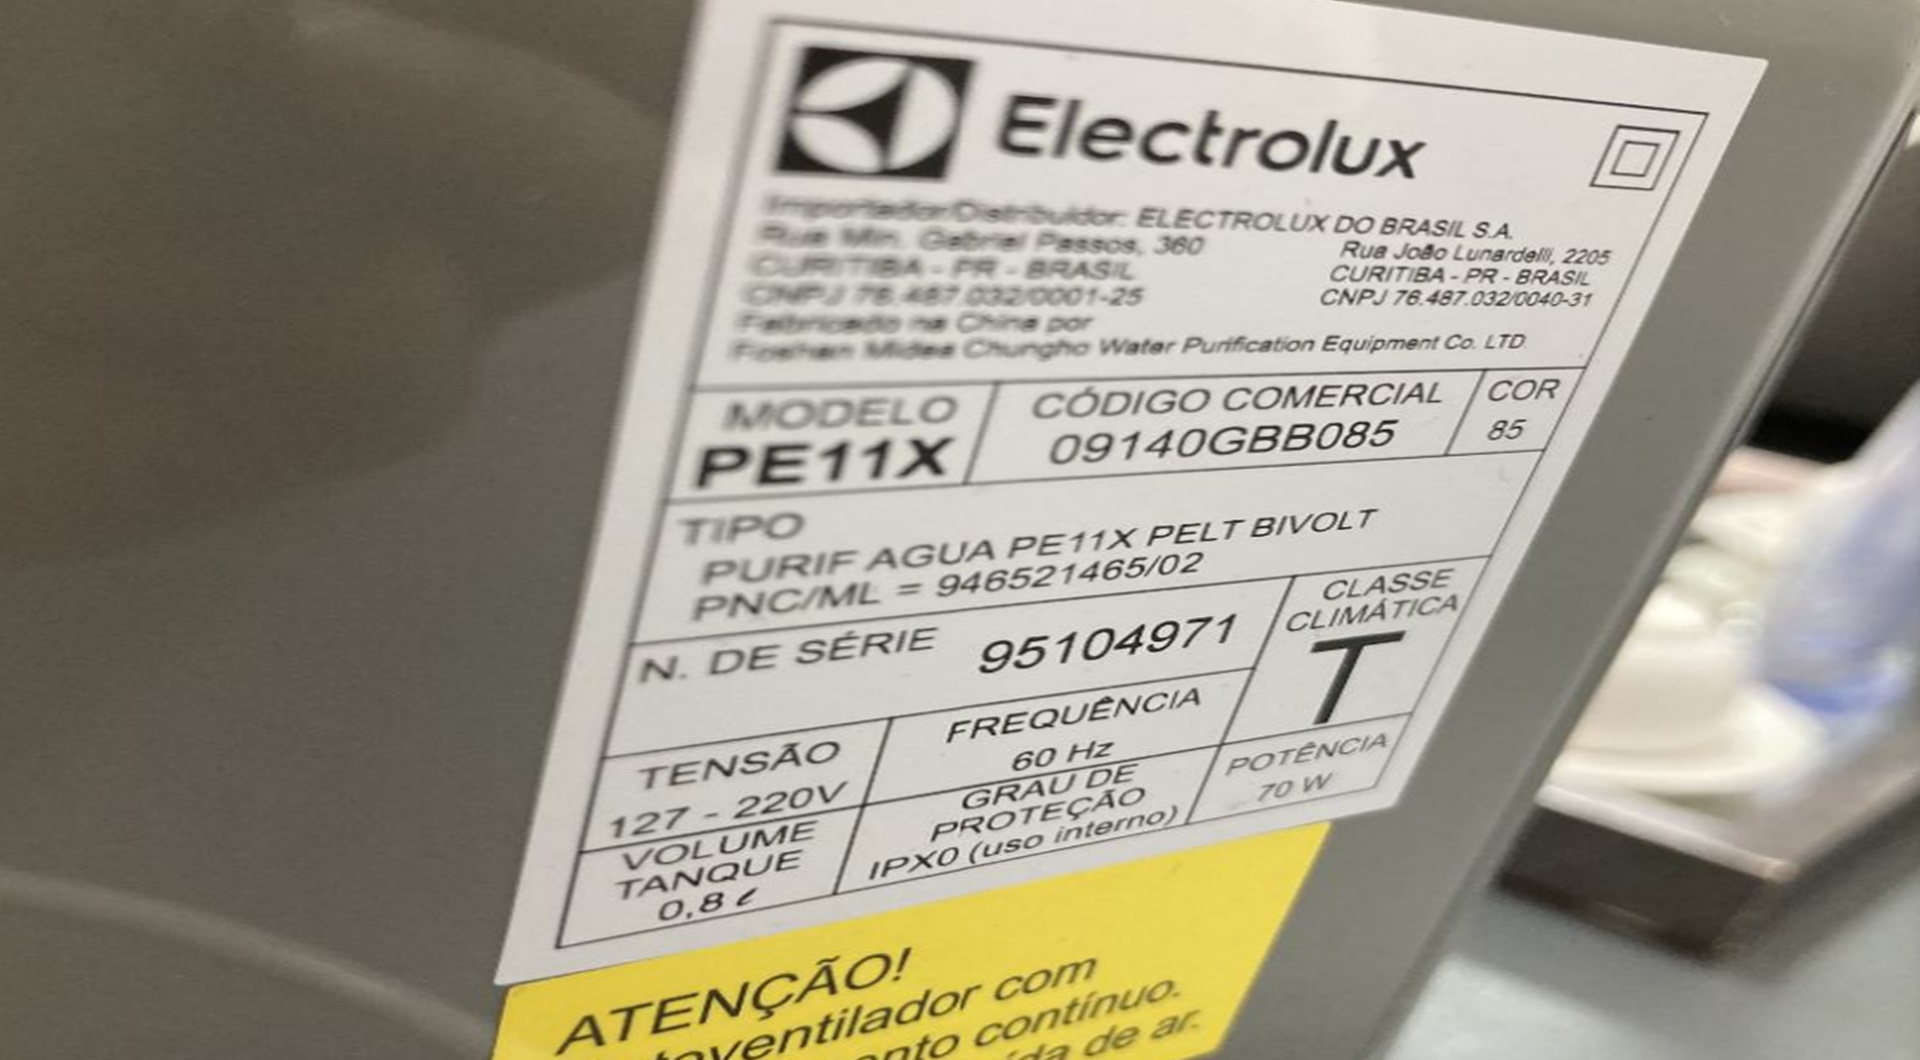 Electrolux
Importador/Distribuidor: ELECTROLUX DO BRASIL S.A.
Rua Min. Gabriel Passos, 360
CURITIBA - PR - BRASIL
CNPJ 76.487.032/0001-25
Rua João Lunardelli, 2205
CURITIBA - PR - BRASIL
CNPJ 76.487.032/0040-31
Fabricado na China por
Foshan Midea Chungho Water Purification Equipment Co. LTD.
MODELO
PE11X
CÓDIGO COMERCIAL
09140GBB085
COR
85
TIPO
PURIF AGUA PE11X PELT BIVOLT
PNC/ML = 946521465/02
N. DE SÉRIE 95104971
CLASSE
CLIMÁTICA
T
TENSÃO
127 - 220V
FREQUÊNCIA
60 Hz
VOLUME
TANQUE
0,8 ℓ
GRAU DE
PROTEÇÃO
IPX0 (uso interno)
POTÊNCIA
70 W
ATENÇÃO!
com
contínuo.
de ar.